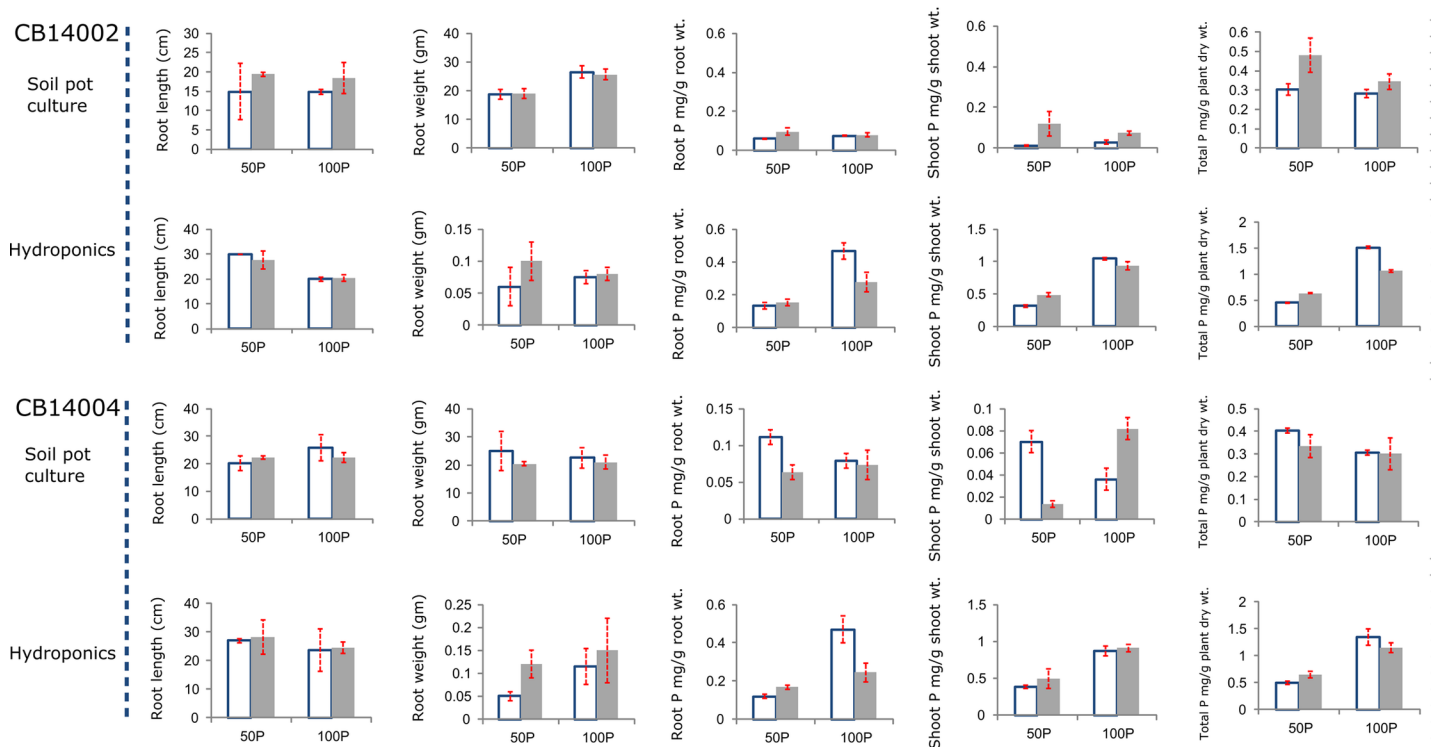 CB14002
Soil pot
culture
Root length (cm)
30
25
20
15
10
5
0
50P
100P
Root weight (gm)
40
30
20
10
0
50P
100P
Root P mg/g root wt.
0.6
0.4
0.2
0
50P
100P
Shoot P mg/g shoot wt.
0.6
0.4
0.2
0
50P
100P
Total P mg/g plant dry wt.
0.6
0.5
0.4
0.3
0.2
0.1
0
50P
100P
Hydroponics
Root length (cm)
40
30
20
10
0
50P
100P
Root weight (gm)
0.15
0.1
0.05
0
50P
100P
Root P mg/g root wt.
0.6
0.4
0.2
0
50P
100P
Shoot P mg/g shoot wt.
1.5
1
0.5
0
50P
100P
Total P mg/g plant dry wt.
2
1.5
1
0.5
0
50P
100P
CB14004
Soil pot
culture
Root length (cm)
40
30
20
10
0
50P
100P
Root weight (gm)
40
30
20
10
0
50P
100P
Root P mg/g root wt.
0.15
0.1
0.05
0
50P
100P
Shoot P mg/g shoot wt.
0.1
0.08
0.06
0.04
0.02
0
50P
100P
Total P mg/g plant dry wt.
0.5
0.4
0.3
0.2
0.1
0
50P
100P
Hydroponics
Root length (cm)
40
30
20
10
0
50P
100P
Root weight (gm)
0.25
0.2
0.15
0.1
0.05
0
50P
100P
Root P mg/g root wt.
0.6
0.4
0.2
0
50P
100P
Shoot P mg/g shoot wt.
1.5
1
0.5
0
50P
100P
Total P mg/g plant dry wt.
2
1.5
1
0.5
0
50P
100P